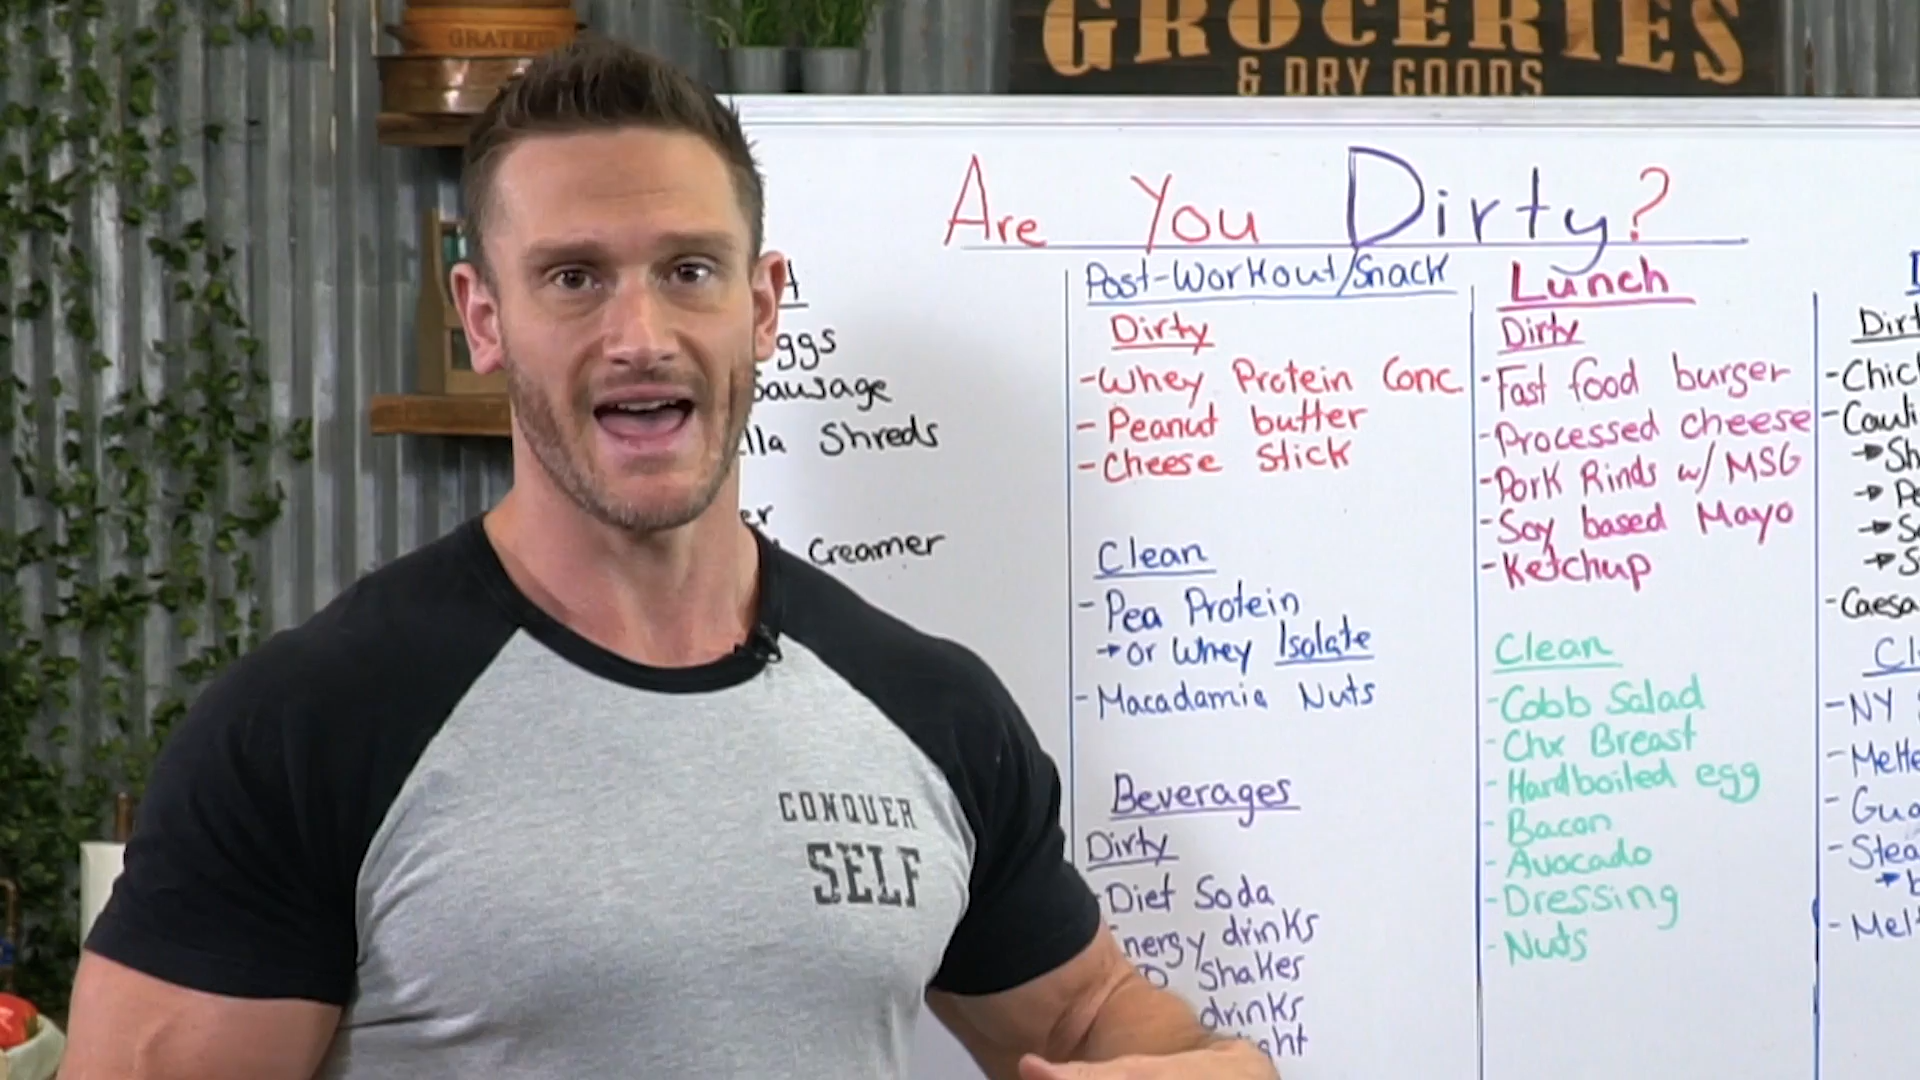 GRATEFUL
GROCERIES
& DRY GOODS
Are You Dirty?
Sausage
Shreds
Creamer
Post-Workout/Snack
Dirty
-Whey Protein Conc
- Peanut butter
- Cheese Stick
Clean
- Pea Protein
→ or Whey Isolate
- Macadamia Nuts
Beverages
Dirty
- Diet Soda
drinks
Shakes
drinks
Lunch
Dirty
-Fast food burger
-Processed cheese
-Pork Rinds w/ MSG
-Soy based Mayo
-Ketchup
Clean
-Cobb Salad
-Chx Breast
-Hardboiled egg
-Bacon
-Avocado
-Dressing
-Nuts
-NY
CONQUER
SELF